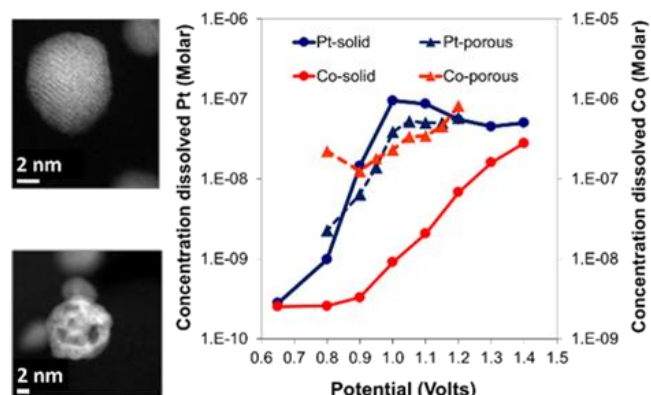 2 nm
2 nm
Concentration dissolved Pt (Molar)
1.E-06
1.E-07
1.E-08
1.E-09
1.E-10
Pt-solid
Pt-porous
Co-solid
Co-porous
1.E-05
1.E-06
1.E-07
1.E-08
1.E-09
Concentration dissolved Co (Molar)
0.6 0.7 0.8 0.9 1.0 1.1 1.2 1.3 1.4 1.5
Potential (Volts)